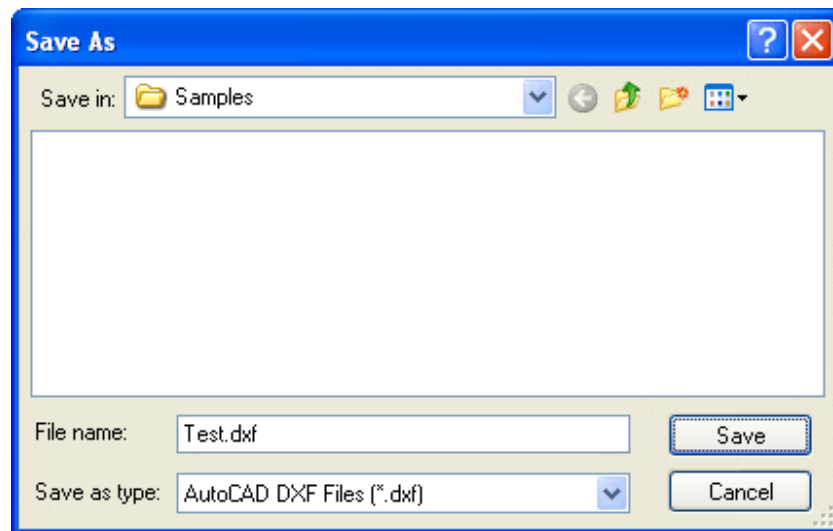 Save As
Save in: Samples
File name: Test.dxf
Save
Save as type: AutoCAD DXF Files (*.dxf)
Cancel